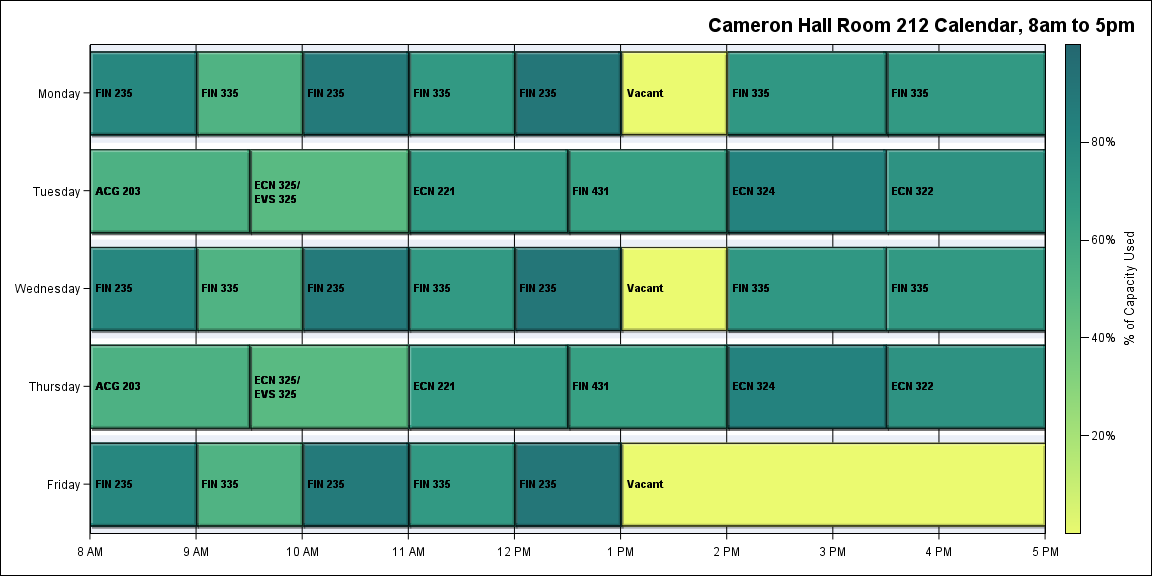 Cameron Hall Room 212 Calendar, 8am to 5pm
Monday
FIN 235
FIN 335
FIN 235
FIN 335
FIN 235
Vacant
FIN 335
FIN 335
Tuesday
ACG 203
ECN 325/
EVS 325
ECN 221
FIN 431
ECN 324
ECN 322
Wednesday
FIN 235
FIN 335
FIN 235
FIN 335
FIN 235
Vacant
FIN 335
FIN 335
Thursday
ACG 203
ECN 325/
EVS 325
ECN 221
FIN 431
ECN 324
ECN 322
Friday
FIN 235
FIN 335
FIN 235
FIN 335
FIN 235
Vacant
8 AM
9 AM
10 AM
11 AM
12 PM
1 PM
2 PM
3 PM
4 PM
5 PM
80%
60%
40%
20%
% of Capacity Used